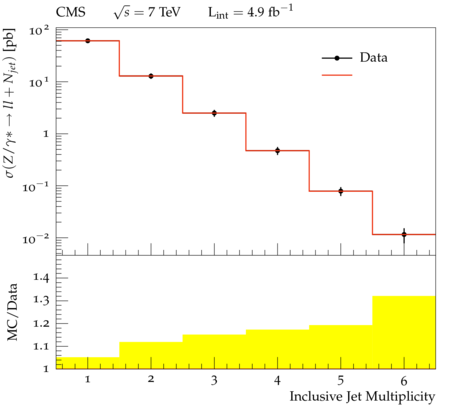 CMS √s = 7 TeV L_int = 4.9 fb⁻¹
σ(Z/γ* → ll + N_jet) [pb]
10²
10¹
1
10⁻¹
10⁻²
Data
MC/Data
1.4
1.3
1.2
1.1
1
1 2 3 4 5 6
Inclusive Jet Multiplicity